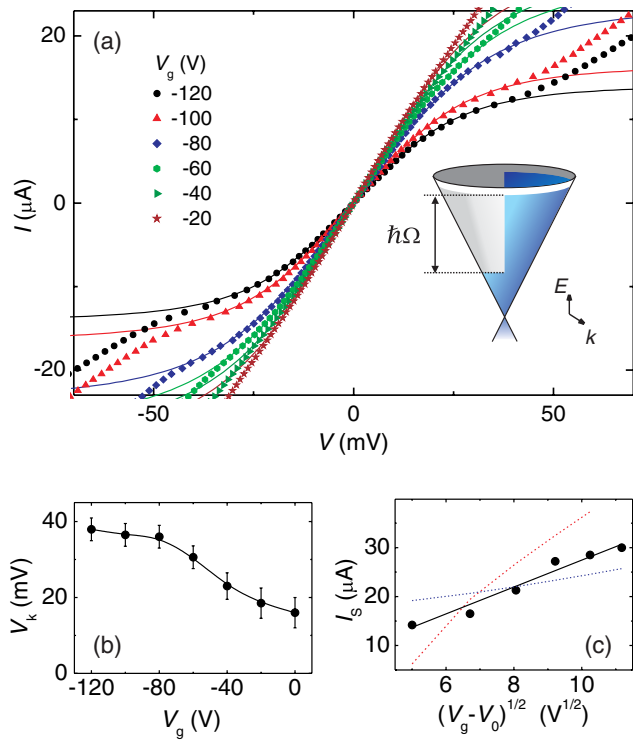 (a)
V_g (V)
-120
-100
-80
-60
-40
-20
ℏΩ
E
k
20
0
-20
I (µA)
-50
0
50
V (mV)
60
40
20
0
V_k (mV)
(b)
-120
-80
-40
0
V_g (V)
40
30
20
10
I_S (µA)
(c)
6
8
10
(V_g-V_0)^{1/2} (V^{1/2})